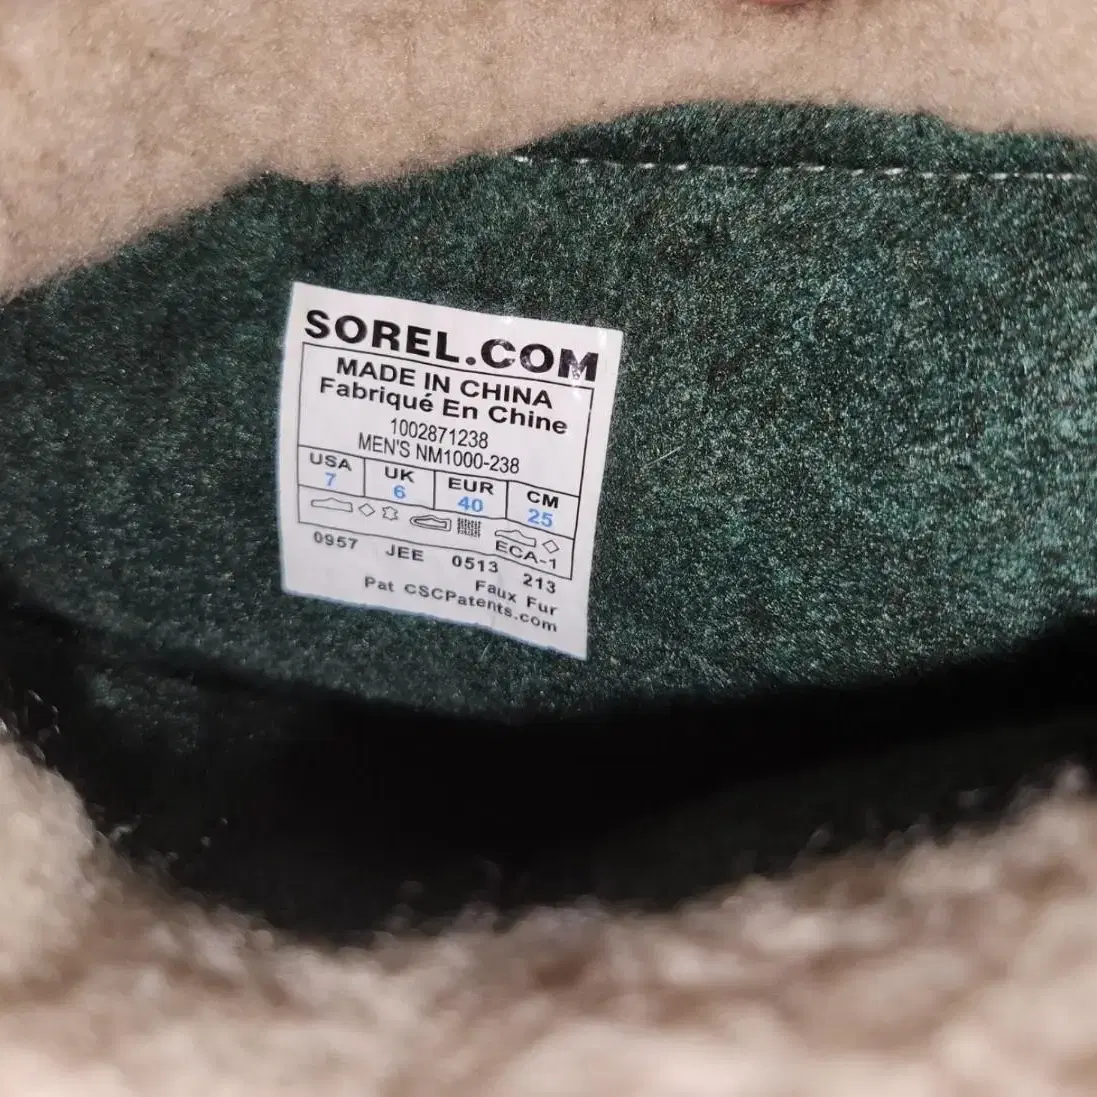 SOREL.COM
MADE IN CHINA
Fabriqué En Chine
1002871238
MEN'S NM1000-238
USA UK EUR CM
7 6 40 25
ECA-1
0957 JEE 0513 213
Faux Fur
Pat CSCPatents.com